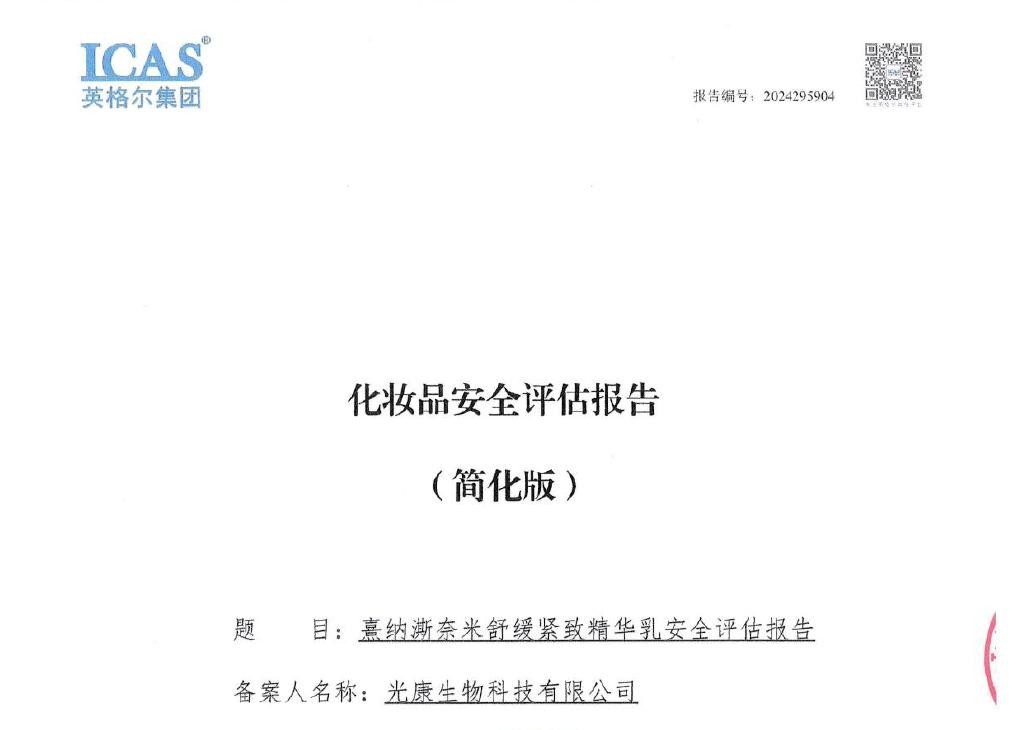 ICAS®
英格尔集团
报告编号：2024295904
化妆品安全评估报告
（简化版）
题 目：熹纳澌奈米舒缓紧致精华乳安全评估报告
备案人名称：光康生物科技有限公司